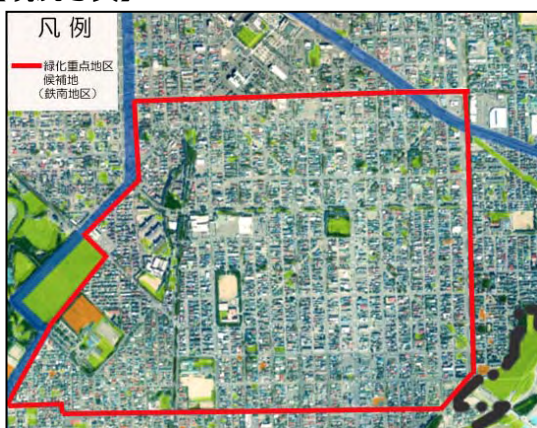 凡 例
緑化重点地区
候補地
(鉄南地区)